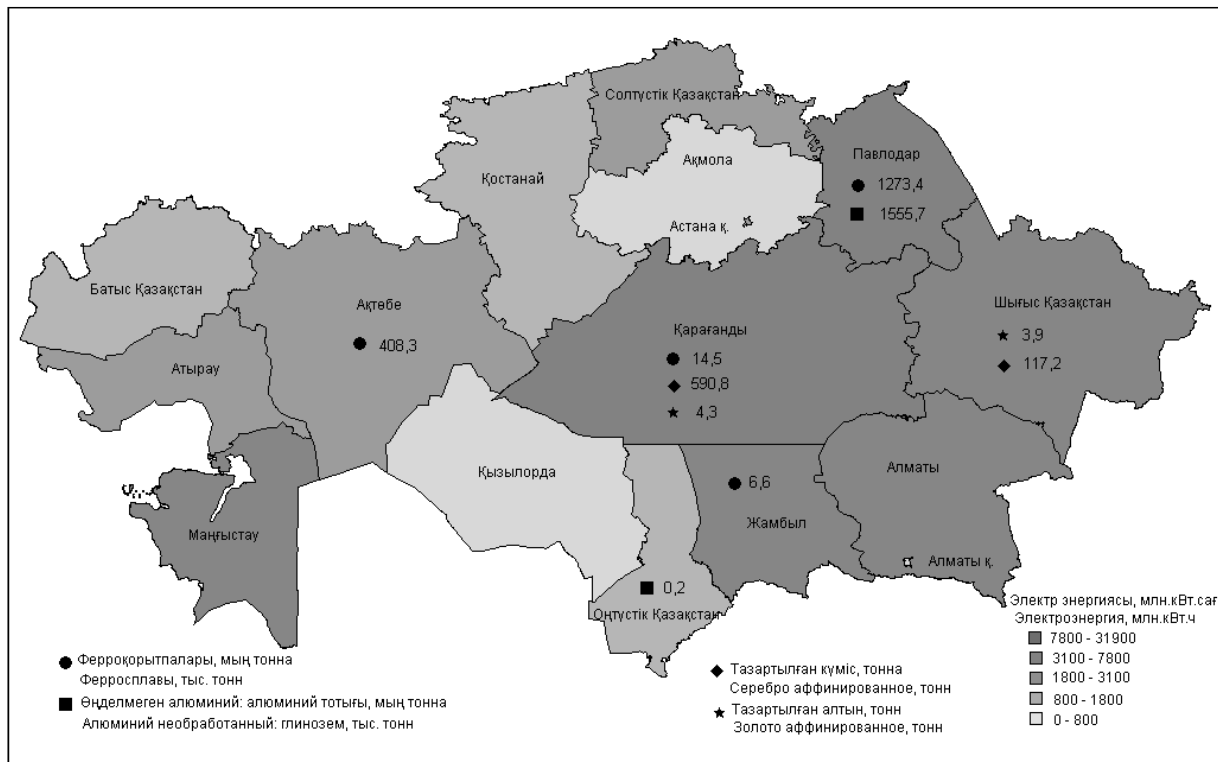 Солтүстік Қазақстан
Қостанай
Ақмола
Астана қ.
Павлодар
1273,4
1555,7
Батыс Қазақстан
Ақтөбе
408,3
Атырау
Қарағанды
14,5
590,8
4,3
Шығыс Қазақстан
3,9
117,2
Қызылорда
Маңғыстау
6,6
Жамбыл
Алматы
Алматы қ.
0,2
Оңтүстік Қазақстан
Ферроқорытпалары, мың тонна
Ферросплавы, тыс. тонн
Өңделмеген алюминий: алюминий тотығы, мың тонна
Алюминий необработанный: глинозем, тыс. тонн
Тазартылған күміс, тонна
Серебро аффинированное, тонн
Тазартылған алтын, тонн
Золото аффинированное, тонн
Электр энергиясы, млн.кВт.сағ
Электроэнергия, млн.кВт.ч
7800 - 31900
3100 - 7800
1800 - 3100
800 - 1800
0 - 800